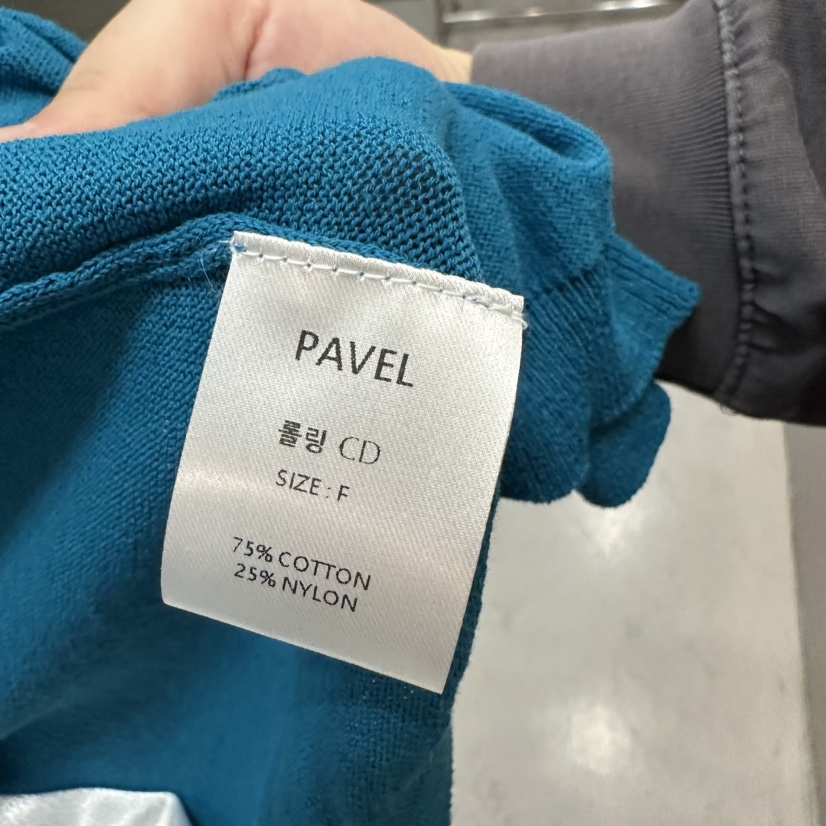 PAVEL
롤링 CD
SIZE : F
75% COTTON
25% NYLON